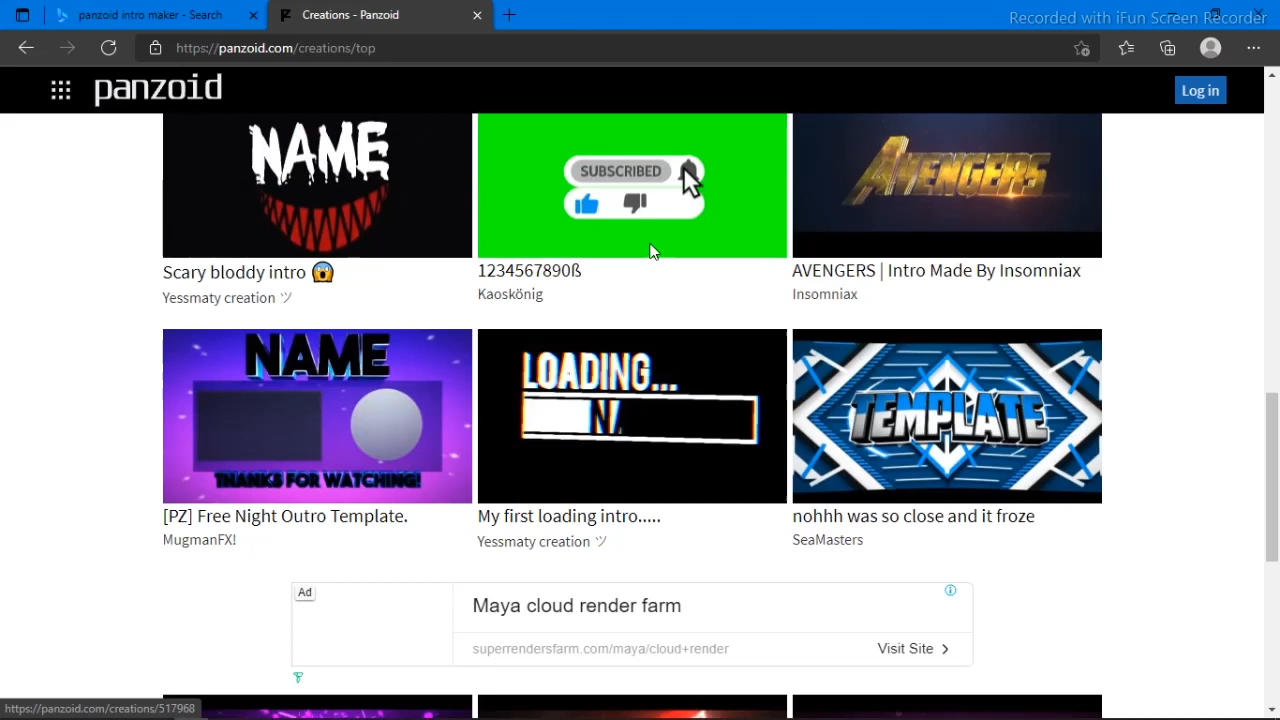 panzoid intro maker - Search
Creations - Panzoid
Recorded with iFun Screen Recorder
https://panzoid.com/creations/top
panzoid
Log in
NAME
SUBSCRIBED
AVENGERS
Scary bloddy intro 😱
1234567890ß
AVENGERS | Intro Made By Insomniax
Yessmaty creation ツ
Kaoskönig
Insomniax
NAME
THANKS FOR WATCHING!
LOADING...
TEMPLATE
[PZ] Free Night Outro Template.
My first loading intro.....
nohhh was so close and it froze
MugmanFX!
Yessmaty creation ツ
SeaMasters
Ad
Maya cloud render farm
superrendersfarm.com/maya/cloud+render
Visit Site
https://panzoid.com/creations/517968